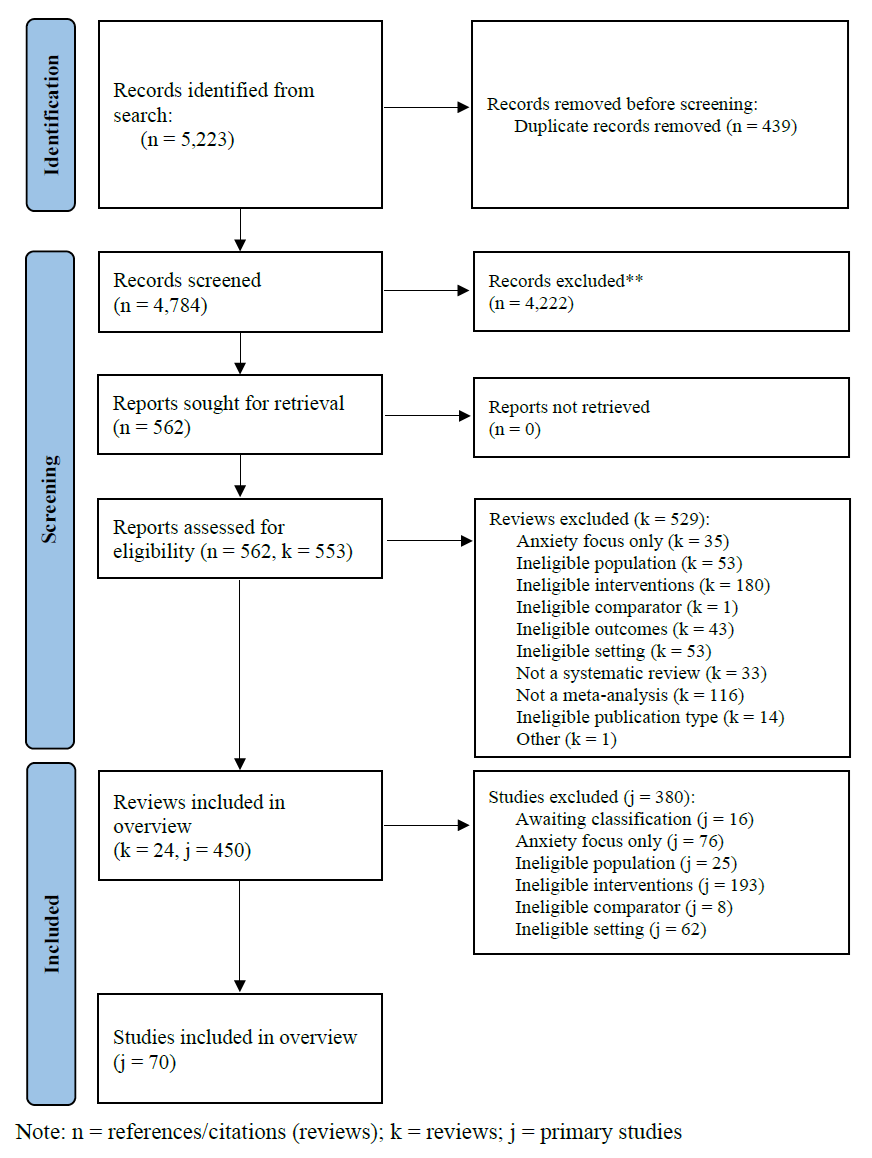 Identification
Records identified from
search:
(n = 5,223)
Records removed before screening:
Duplicate records removed (n = 439)
Screening
Records screened
(n = 4,784)
Records excluded**
(n = 4,222)
Reports sought for retrieval
(n = 562)
Reports not retrieved
(n = 0)
Reports assessed for
eligibility (n = 562, k = 553)
Reviews excluded (k = 529):
Anxiety focus only (k = 35)
Ineligible population (k = 53)
Ineligible interventions (k = 180)
Ineligible comparator (k = 1)
Ineligible outcomes (k = 43)
Ineligible setting (k = 53)
Not a systematic review (k = 33)
Not a meta-analysis (k = 116)
Ineligible publication type (k = 14)
Other (k = 1)
Included
Reviews included in
overview
(k = 24, j = 450)
Studies excluded (j = 380):
Awaiting classification (j = 16)
Anxiety focus only (j = 76)
Ineligible population (j = 25)
Ineligible interventions (j = 193)
Ineligible comparator (j = 8)
Ineligible setting (j = 62)
Studies included in overview
(j = 70)
Note: n = references/citations (reviews); k = reviews; j = primary studies